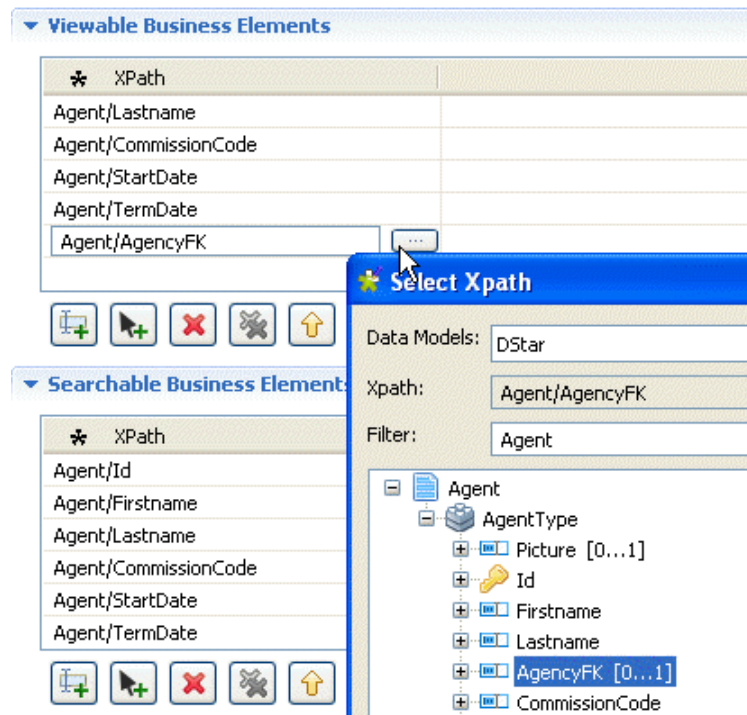 Viewable Business Elements
XPath
Agent/Lastname
Agent/CommissionCode
Agent/StartDate
Agent/TermDate
Agent/AgencyFK
...
Select Xpath
Data Models: DStar
Xpath: Agent/AgencyFK
Filter: Agent
Agent
AgentType
Picture [0...1]
Id
Firstname
Lastname
AgencyFK [0...1]
CommissionCode
Searchable Business Elements
XPath
Agent/Id
Agent/Firstname
Agent/Lastname
Agent/CommissionCode
Agent/StartDate
Agent/TermDate